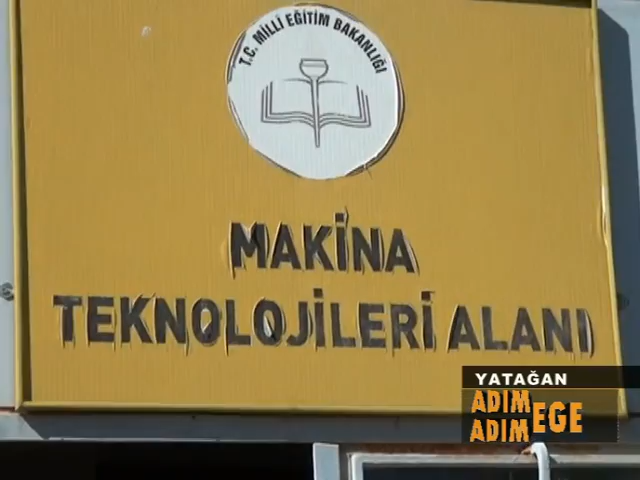 T.C. MİLLİ EĞİTİM BAKANLIĞI
MAKİNA
TEKNOLOJİLERİ ALANI
YATAĞAN
ADIM
ADIM
EGE